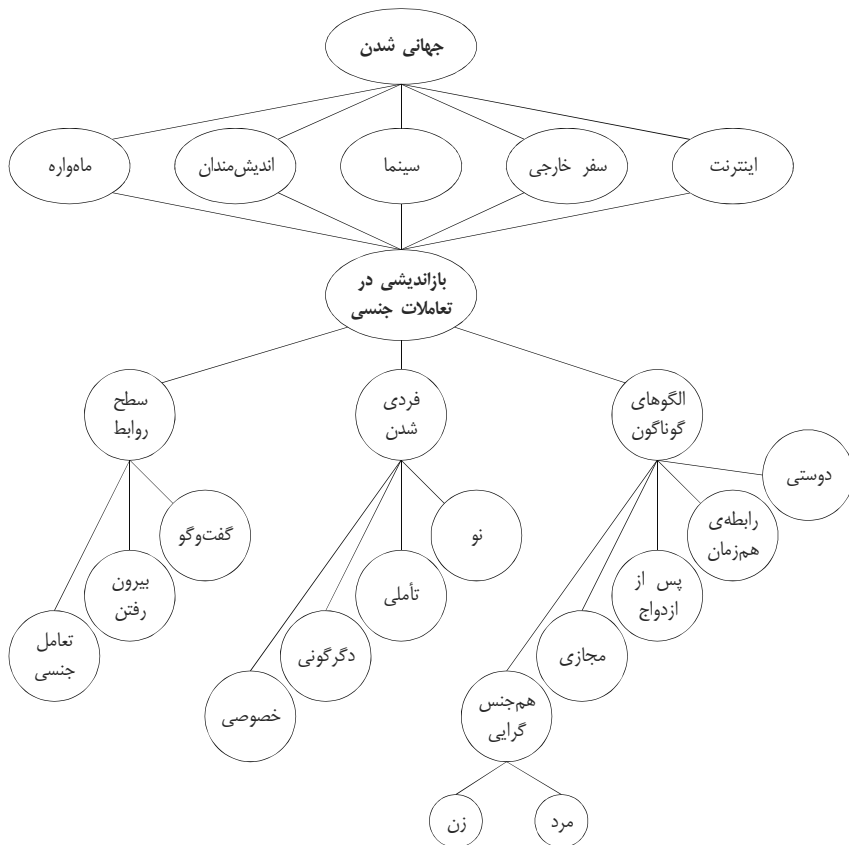 جهانی شدن
اینترنت
سفر خارجی
سینما
اندیش‌مندان
ماه‌واره
بازاندیشی در
تعاملات جنسی
الگوهای
گوناگون
فردی
شدن
سطح
روابط
دوستی
رابطه‌ی
هم‌زمان
پس از
ازدواج
مجازی
هم‌جنس
گرایی
مرد
زن
نو
تأملی
دگرگونی
خصوصی
گفت‌وگو
بیرون
رفتن
تعامل
جنسی